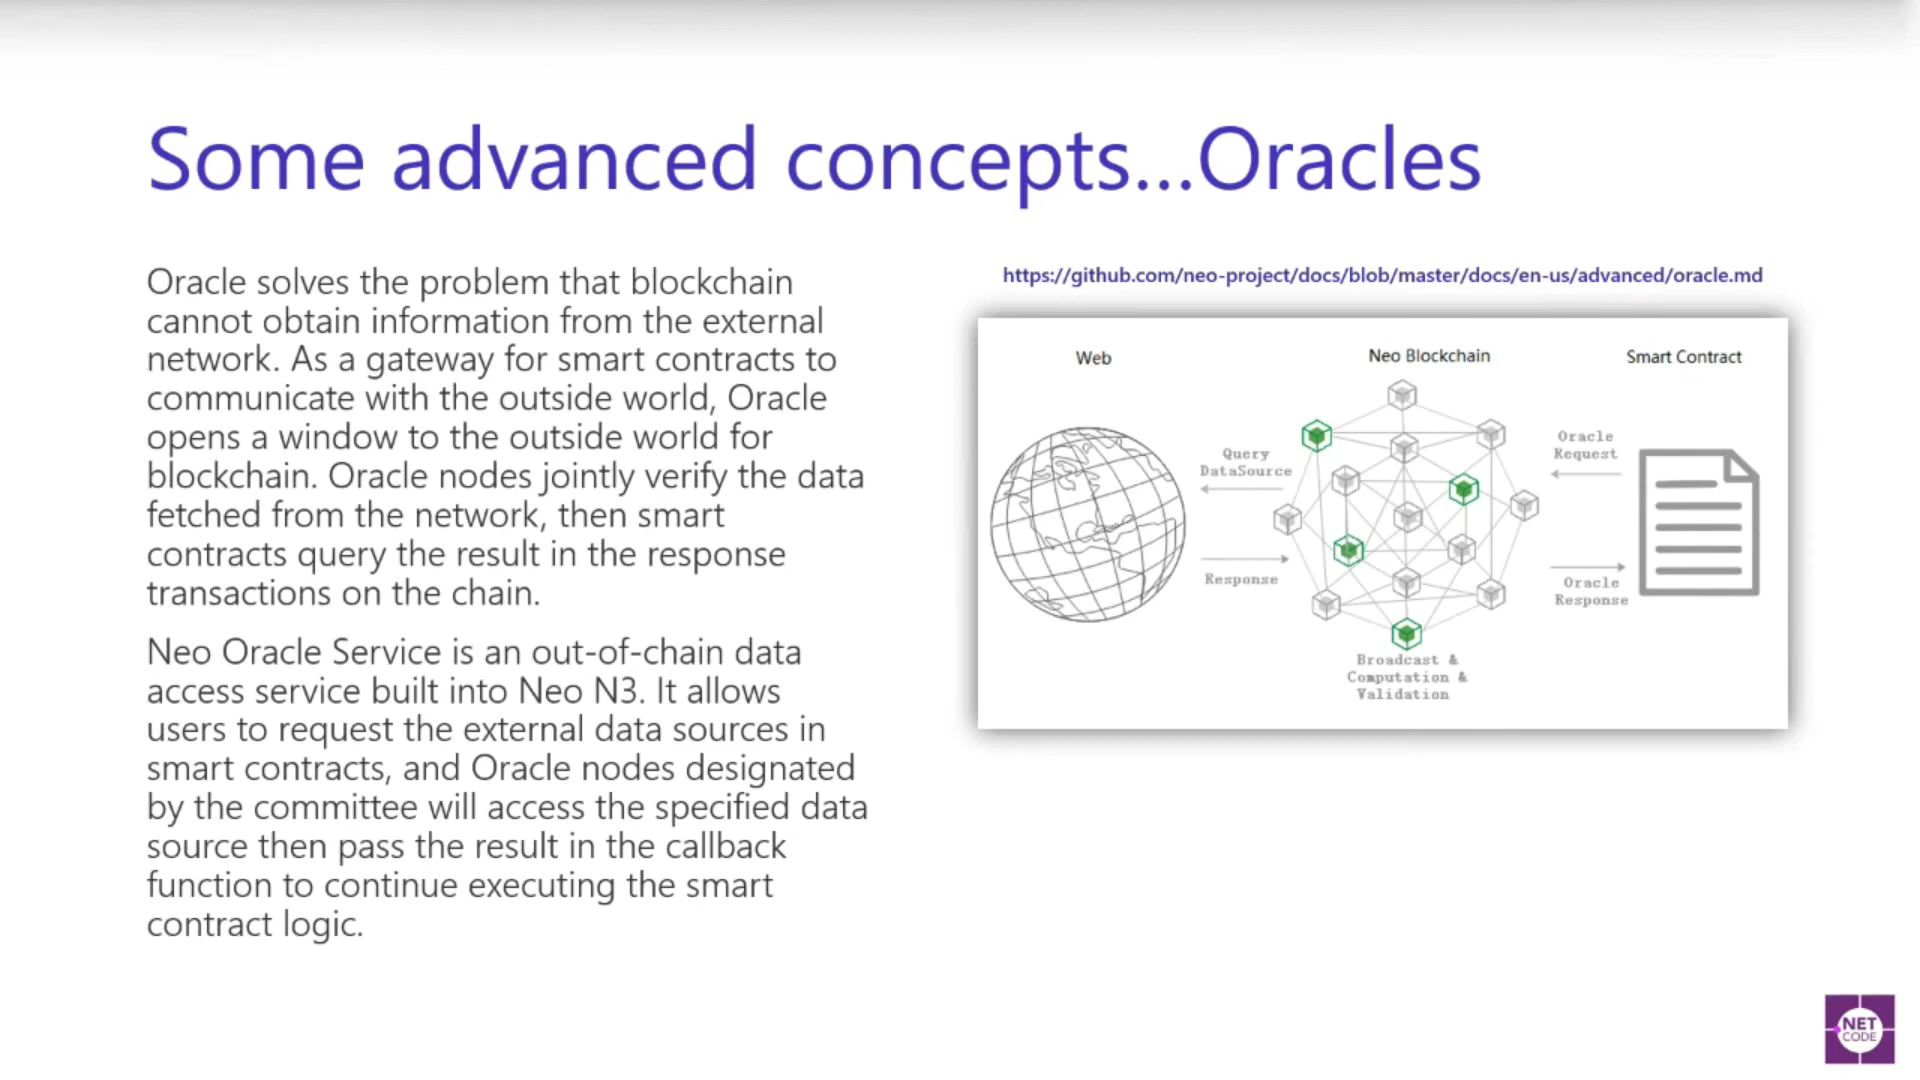 Some advanced concepts...Oracles
Oracle solves the problem that blockchain
cannot obtain information from the external
network. As a gateway for smart contracts to
communicate with the outside world, Oracle
opens a window to the outside world for
blockchain. Oracle nodes jointly verify the data
fetched from the network, then smart
contracts query the result in the response
transactions on the chain.
Neo Oracle Service is an out-of-chain data
access service built into Neo N3. It allows
users to request the external data sources in
smart contracts, and Oracle nodes designated
by the committee will access the specified data
source then pass the result in the callback
function to continue executing the smart
contract logic.
https://github.com/neo-project/docs/blob/master/docs/en-us/advanced/oracle.md
Web
Neo Blockchain
Smart Contract
Query
DataSource
Response
Oracle
Request
Oracle
Response
Broadcast &
Computation &
Validation
NET
CODE